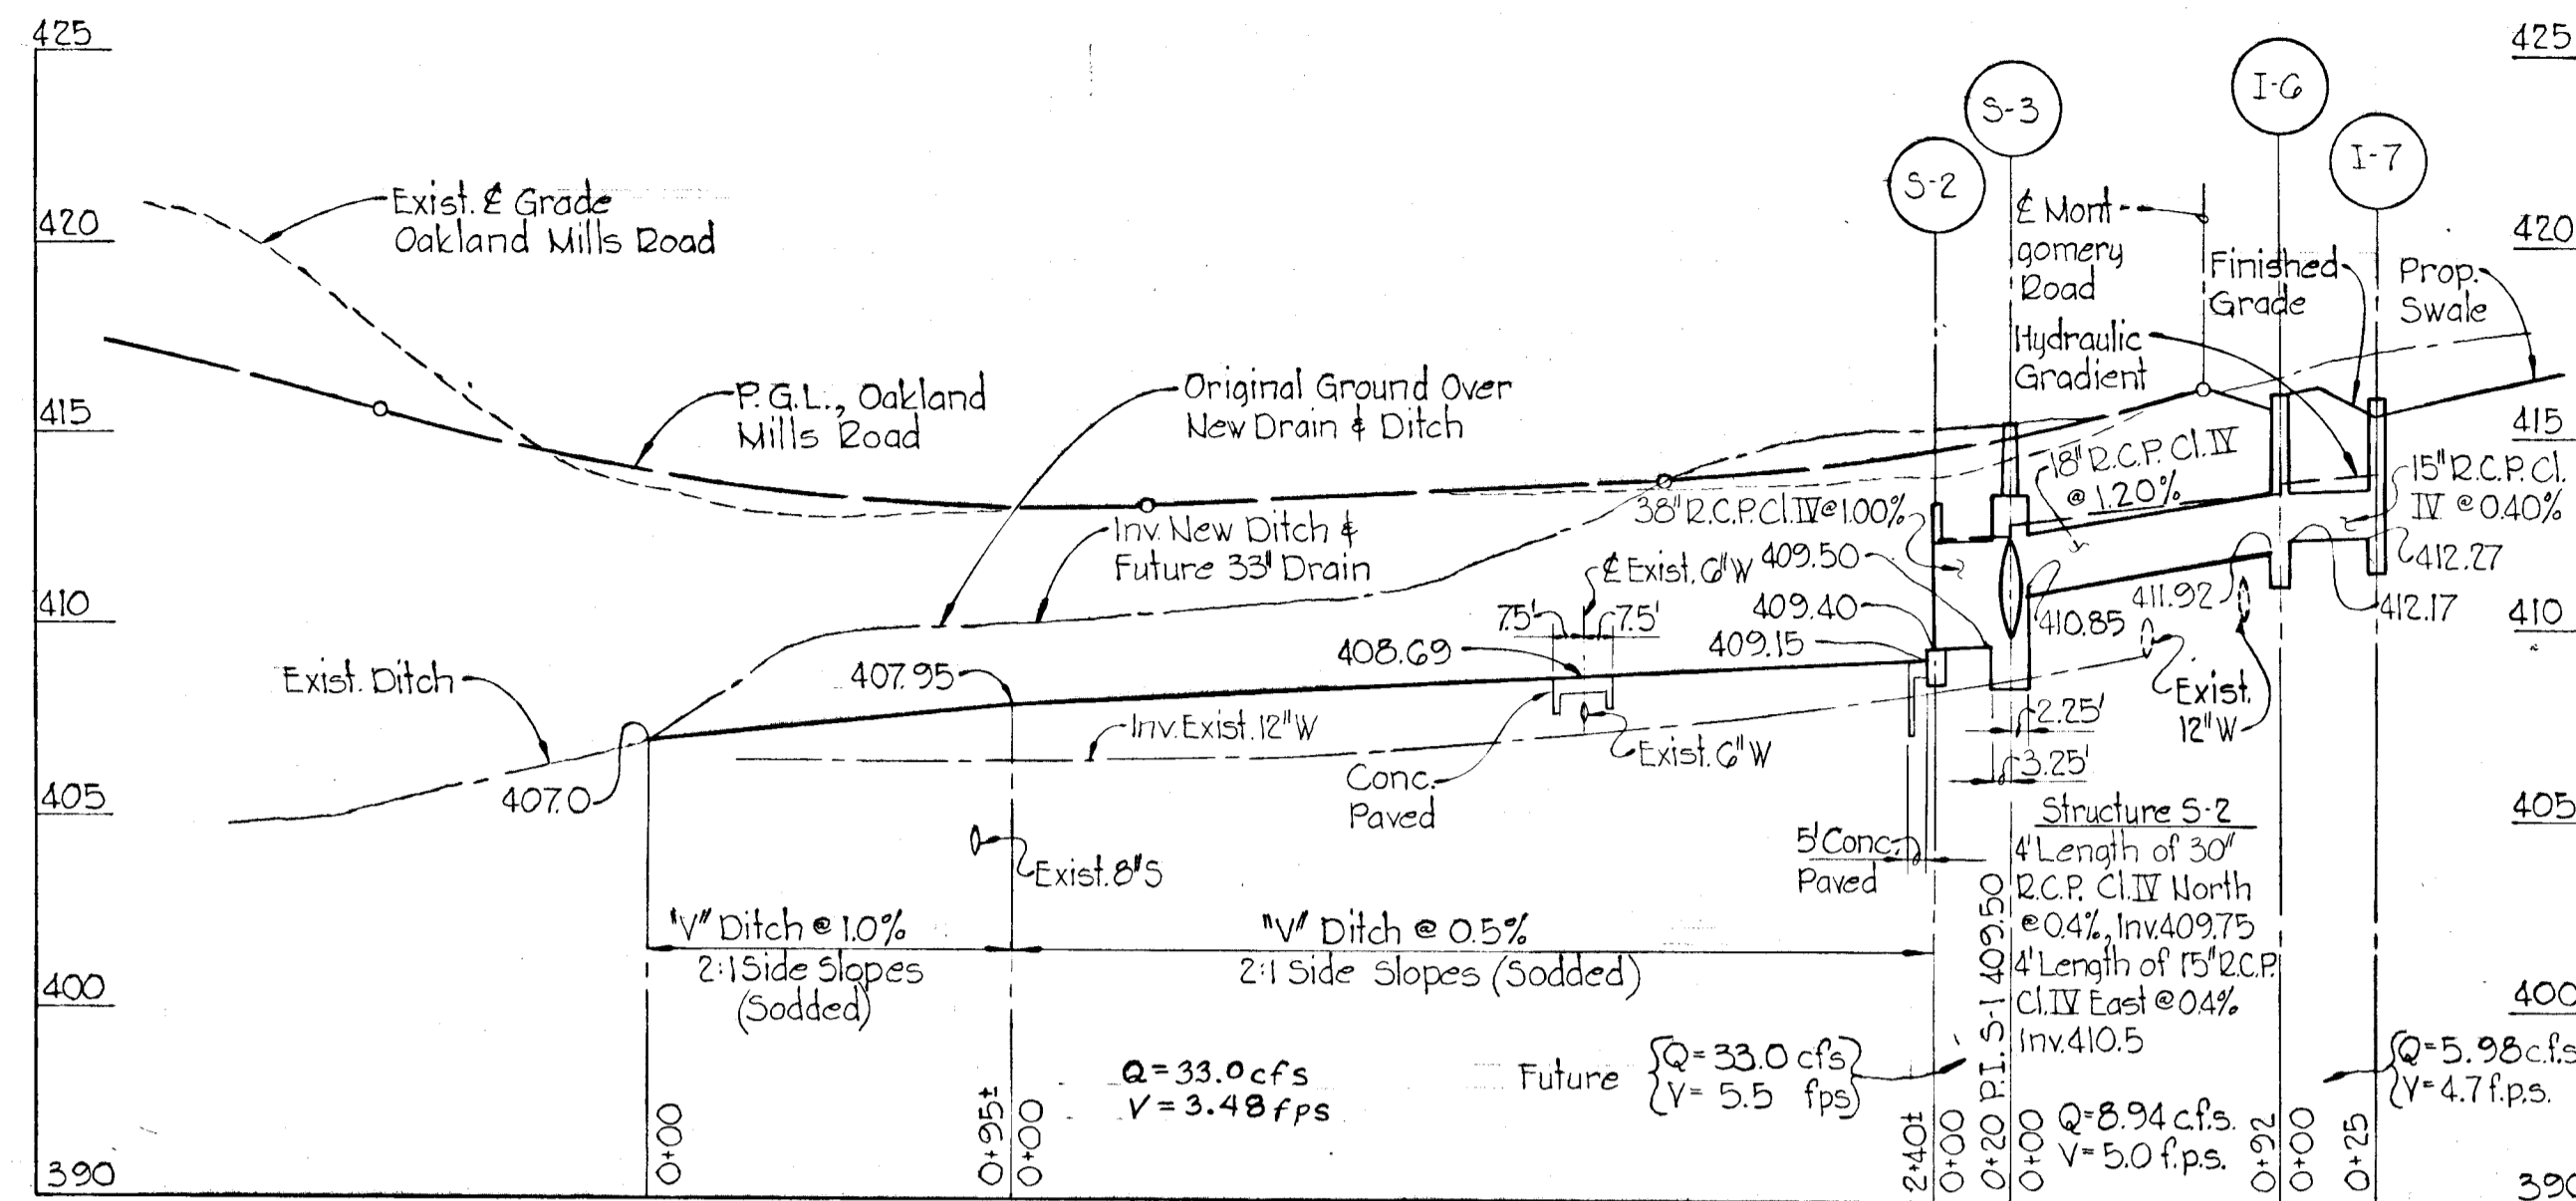 425
420
415
410
405
400
390
425
420
415
410
405
400
390
S-2
S-3
I-6
I-7
Exist. ₵ Grade
Oakland Mills Road
P.G.L., Oakland
Mills Road
Original Ground Over
New Drain & Ditch
Inv. New Ditch &
Future 33" Drain
Exist. Ditch
407.0
407.95
Inv. Exist. 12" W
Exist. 8" S
₵ Exist. 6" W
7.5'
7.5'
408.69
Conc.
Paved
Exist. 6" W
38" R.C.P. Cl. IV @ 1.00%
409.50
409.40
409.15
₵ Mont-
gomery
Road
Finished
Grade
Prop.
Swale
Hydraulic
Gradient
18" R.C.P. Cl. IV
@ 1.20%
15" R.C.P. Cl.
IV @ 0.40%
410.85
411.92
412.27
412.17
Exist.
12" W
2.25'
3.25'
5' Conc.
Paved
Structure S-2
4' Length of 30"
R.C.P. Cl. IV North
@ 0.4%, Inv. 409.75
4' Length of 15" R.C.P.
Cl. IV East @ 0.4%
Inv. 410.5
"V" Ditch @ 1.0%
2:1 Side Slopes
(Sodded)
"V" Ditch @ 0.5%
2:1 Side Slopes (Sodded)
Q = 33.0 cfs
V = 3.48 fps
Future
Q = 33.0 cfs
V = 5.5 fps
Q = 8.94 c.f.s.
V = 5.0 f.p.s.
Q = 5.98 c.f.s
V = 4.7 f.p.s.
0+00
0+95±
0+00
2+40±
0+00
0+20 P.I. S-1 409.50
0+00
0+92
0+00
0+25